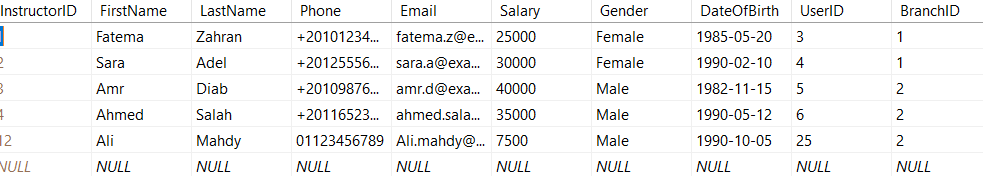 InstructorID FirstName LastName Phone Email Salary Gender DateOfBirth UserID BranchID
Fatema Zahran +20101234... fatema.z@e... 25000 Female 1985-05-20 3 1
2 Sara Adel +20125556... sara.a@exa... 30000 Female 1990-02-10 4 1
3 Amr Diab +20109876... amr.d@exa... 40000 Male 1982-11-15 5 2
4 Ahmed Salah +20116523... ahmed.sala... 35000 Male 1990-05-12 6 2
12 Ali Mahdy 01123456789 Ali.mahdy@... 7500 Male 1990-10-05 25 2
NULL NULL NULL NULL NULL NULL NULL NULL NULL NULL